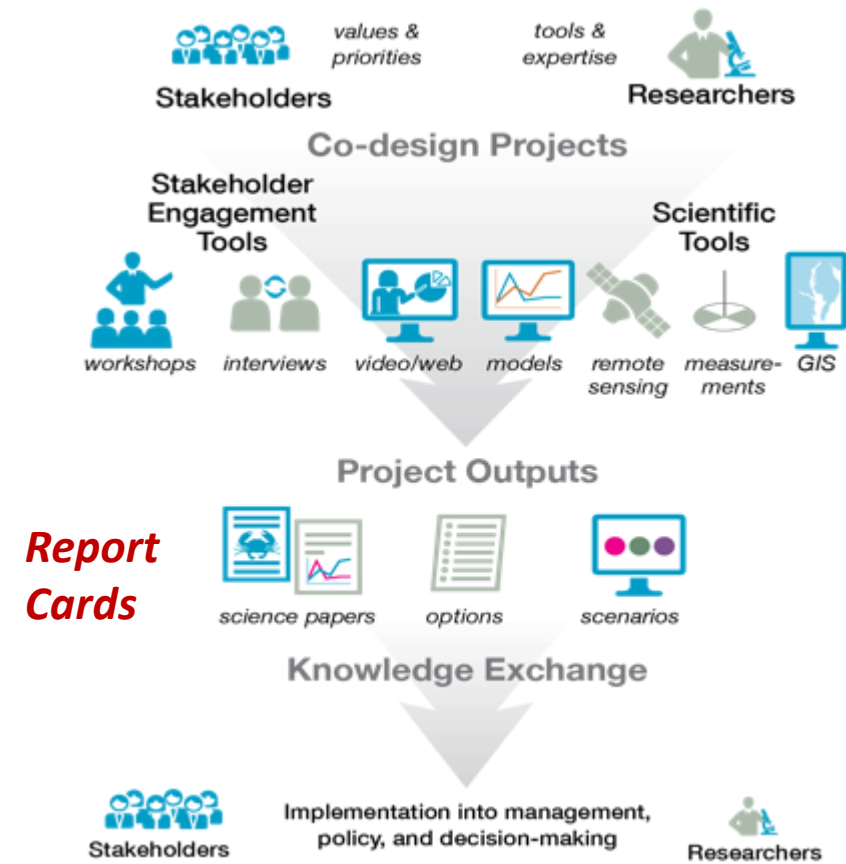 values &
priorities
tools &
expertise
Stakeholders
Researchers
Co-design Projects
Stakeholder
Engagement
Tools
Scientific
Tools
workshops
interviews
video/web
models
remote
sensing
measure-
ments
GIS
Project Outputs
Report
Cards
science papers
options
scenarios
Knowledge Exchange
Implementation into management,
policy, and decision-making
Stakeholders
Researchers